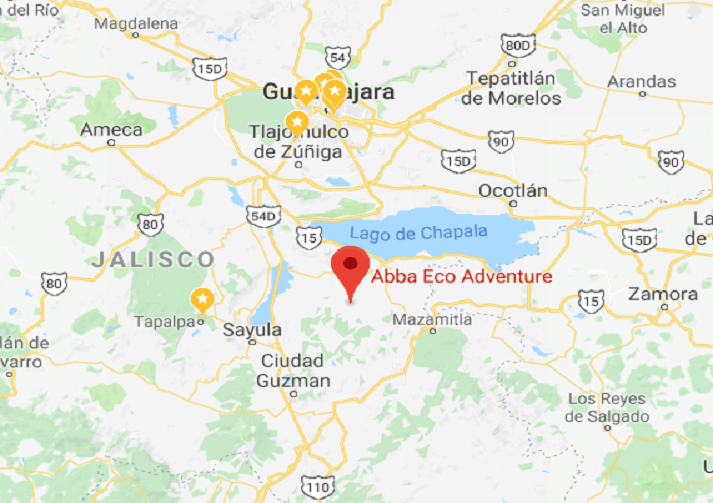 n del Río
Magdalena
San Miguel
el Alto
54
80D
15D
Tepatitlán
de Morelos
Arandas
Ameca
Tlajomulco
de Zúñiga
90
15D
90
Ocotlán
54D
80
15
Lago de Chapala
15D
La
de
JALISCO
80
Abba Eco Adventure
15
Zamora
Tapalpa
Sayula
Mazamitla
lán de
varro
Ciudad
Guzman
Los Reyes
de Salgado
110
U